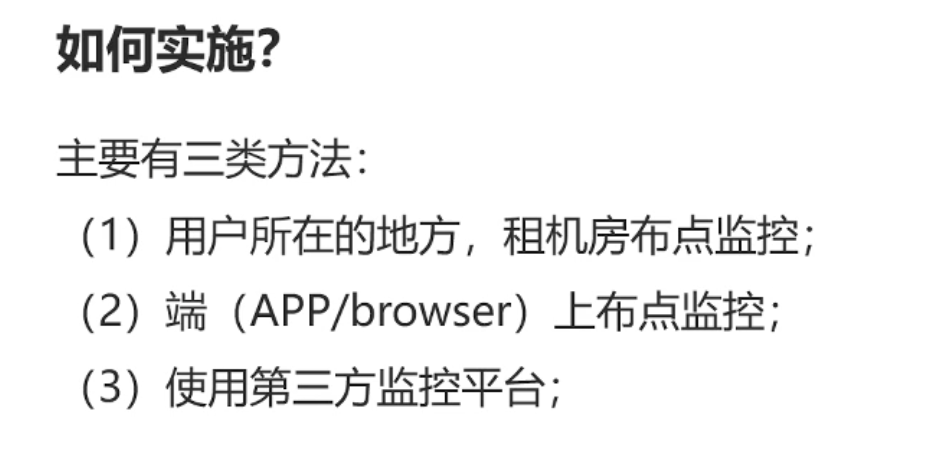 如何实施?
主要有三类方法：
（1）用户所在的地方，租机房布点监控；
（2）端（APP/browser）上布点监控；
（3）使用第三方监控平台；